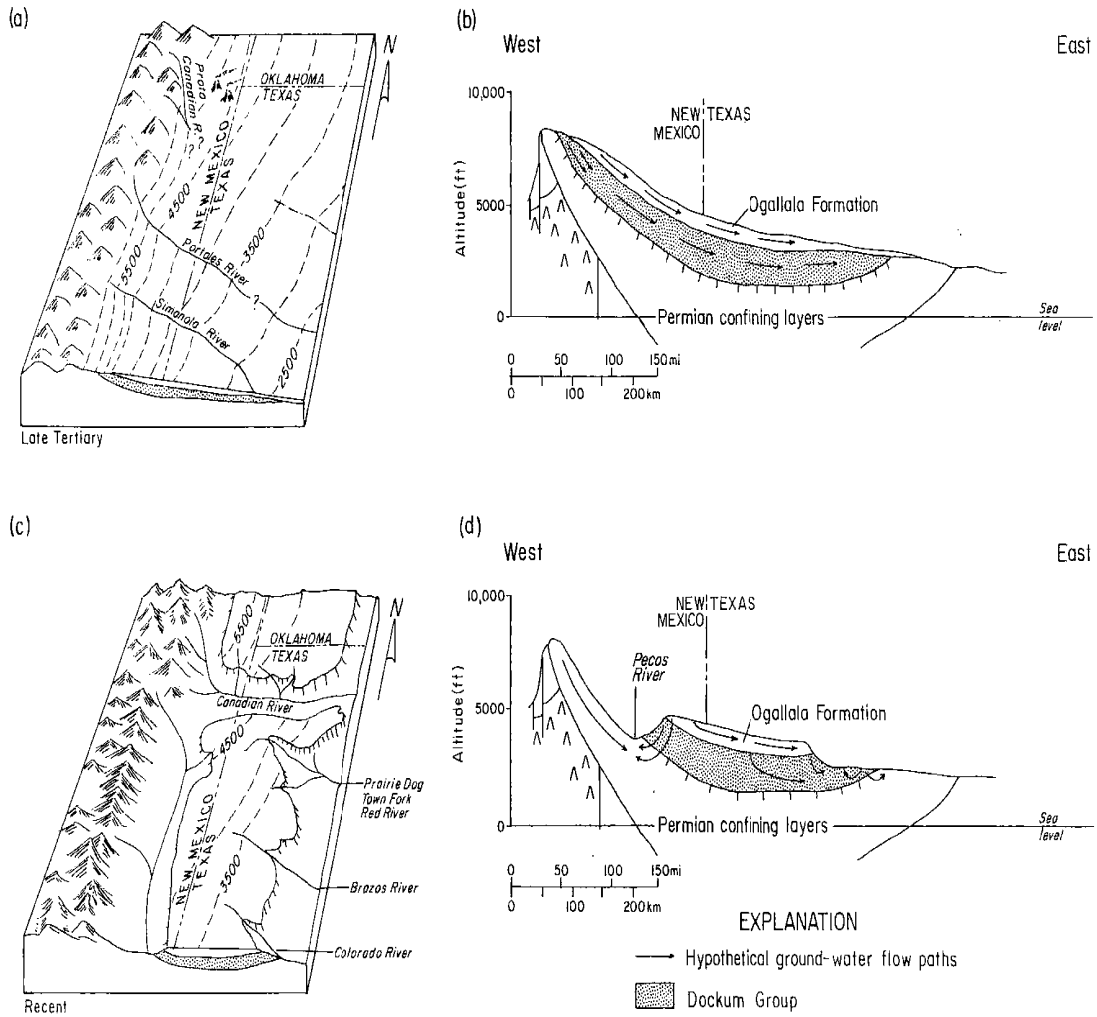 (a)
N
Proto
Canadian R.?
?
OKLAHOMA
TEXAS
NEW MEXICO
TEXAS
4500
3500
5500
Portales River
?
Simanola River
2500
Late Tertiary
(b)
West
East
10,000
5000
0
Altitude (ft)
NEW TEXAS
MEXICO
Ogallala Formation
Permian confining layers
Sea
level
0 50 100 150 mi
0 100 200 km
(c)
N
5500
OKLAHOMA
TEXAS
Canadian River
4500
Prairie Dog
Town Fork
Red River
NEW MEXICO
TEXAS
3500
Brazos River
Colorado River
Recent
(d)
West
East
10,000
5000
0
Altitude (ft)
NEW TEXAS
MEXICO
Pecos
River
Ogallala Formation
Permian confining layers
Sea
level
0 50 100 150 mi
0 100 200 km
EXPLANATION
Hypothetical ground-water flow paths
Dockum Group